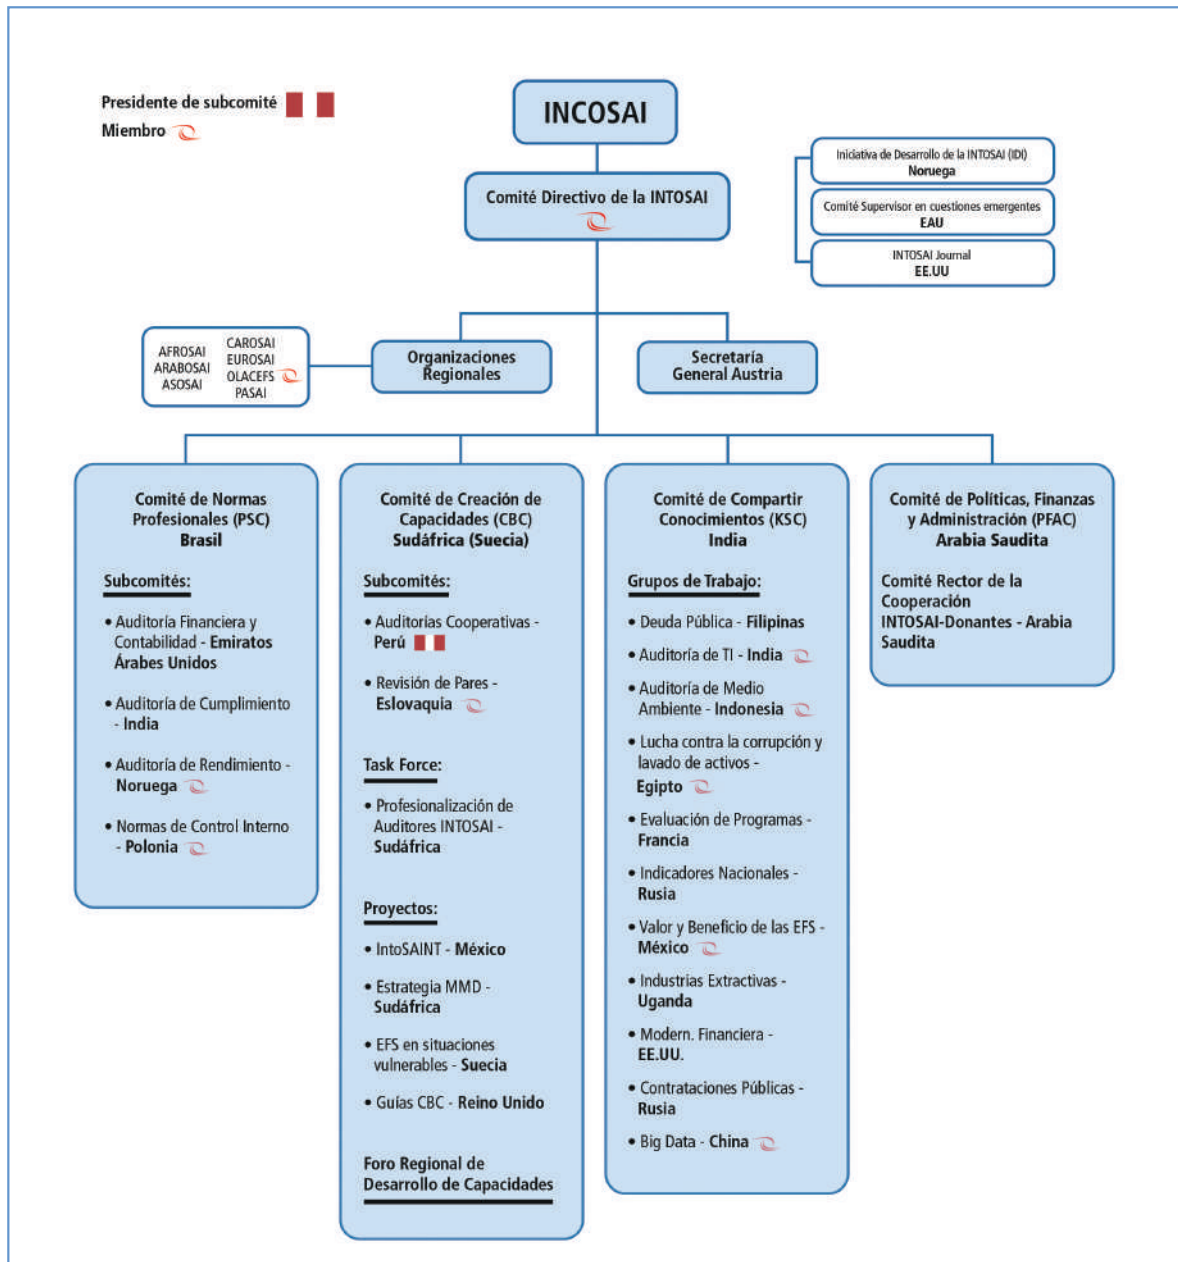 Presidente de subcomité
Miembro
INCOSAI
Comité Directivo de la INTOSAI
Iniciativa de Desarrollo de la INTOSAI (IDI)
Noruega
Comité Supervisor en cuestiones emergentes
EAU
INTOSAI Journal
EE.UU
AFROSAI
ARABOSAI
ASOSAI
CAROSAI
EUROSAI
OLACEFS
PASAI
Organizaciones
Regionales
Secretaría
General Austria
Comité de Normas
Profesionales (PSC)
Brasil
Subcomités:
• Auditoría Financiera y
Contabilidad - Emiratos
Árabes Unidos
• Auditoría de Cumplimiento
- India
• Auditoría de Rendimiento -
Noruega
• Normas de Control Interno
- Polonia
Comité de Creación de
Capacidades (CBC)
Sudáfrica (Suecia)
Subcomités:
• Auditorías Cooperativas -
Perú
• Revisión de Pares -
Eslovaquia
Task Force:
• Profesionalización de
Auditores INTOSAI -
Sudáfrica
Proyectos:
• IntoSAINT - México
• Estrategia MMD -
Sudáfrica
• EFS en situaciones
vulnerables - Suecia
• Guías CBC - Reino Unido
Foro Regional de
Desarrollo de Capacidades
Comité de Compartir
Conocimientos (KSC)
India
Grupos de Trabajo:
• Deuda Pública - Filipinas
• Auditoría de TI - India
• Auditoría de Medio
Ambiente - Indonesia
• Lucha contra la corrupción y
lavado de activos -
Egipto
• Evaluación de Programas -
Francia
• Indicadores Nacionales -
Rusia
• Valor y Beneficio de las EFS -
México
• Industrias Extractivas -
Uganda
• Modern. Financiera -
EE.UU.
• Contrataciones Públicas -
Rusia
• Big Data - China
Comité de Políticas, Finanzas
y Administración (PFAC)
Arabia Saudita
Comité Rector de la
Cooperación
INTOSAI-Donantes - Arabia
Saudita